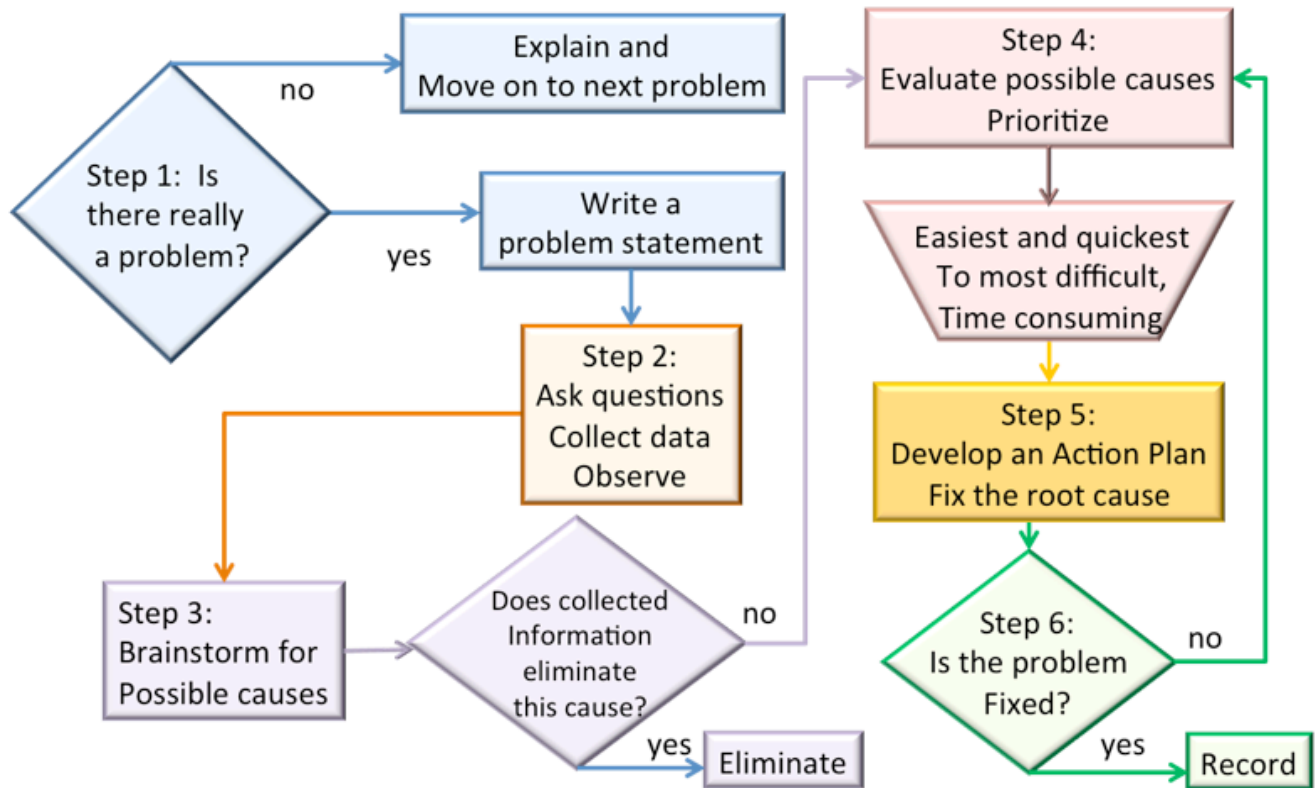 Explain and
Move on to next problem
no
Step 1:  Is
there really
a problem?
yes
Write a
problem statement
Step 2:
Ask questions
Collect data
Observe
Step 3:
Brainstorm for
Possible causes
Does collected
Information
eliminate
this cause?
no
yes
Eliminate
Step 4:
Evaluate possible causes
Prioritize
Easiest and quickest
To most difficult,
Time consuming
Step 5:
Develop an Action Plan
Fix the root cause
Step 6:
Is the problem
Fixed?
no
yes
Record